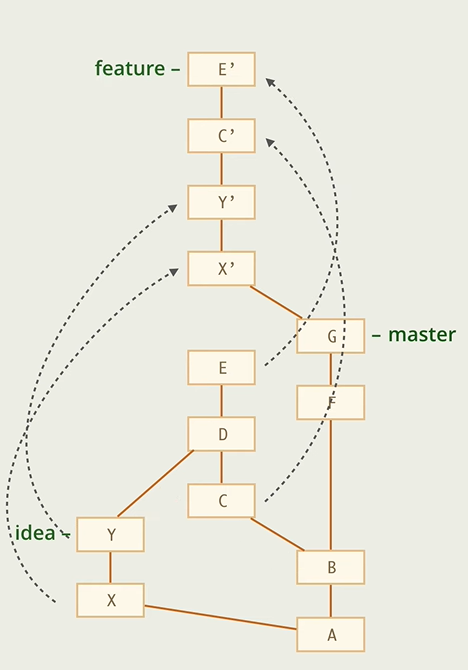 feature – E’
C’
Y’
X’
G – master
E
F
D
C
idea – Y
B
X
A